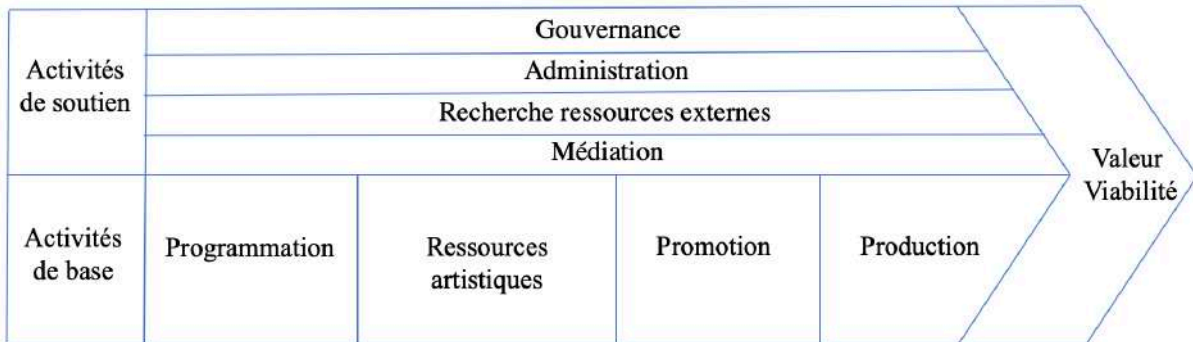 Activités
de soutien
Gouvernance
Administration
Recherche ressources externes
Médiation
Valeur
Viabilité
Activités
de base
Programmation
Ressources
artistiques
Promotion
Production